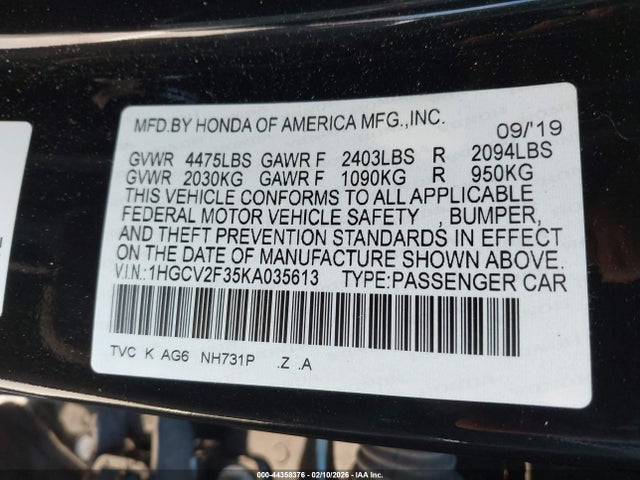 MFD.BY HONDA OF AMERICA MFG.,INC.
09/'19
GVWR 4475LBS GAWR F 2403LBS R 2094LBS
GVWR 2030KG GAWR F 1090KG R 950KG
THIS VEHICLE CONFORMS TO ALL APPLICABLE
FEDERAL MOTOR VEHICLE SAFETY , BUMPER,
AND THEFT PREVENTION STANDARDS IN EFFECT
ON THE DATE OF MANUFACTURE SHOWN ABOVE.
V.I.N.:1HGCV2F35KA035613 TYPE:PASSENGER CAR
TVC K AG6 NH731P .Z .A
000-44358376 - 02/10/2026 - IAA Inc.